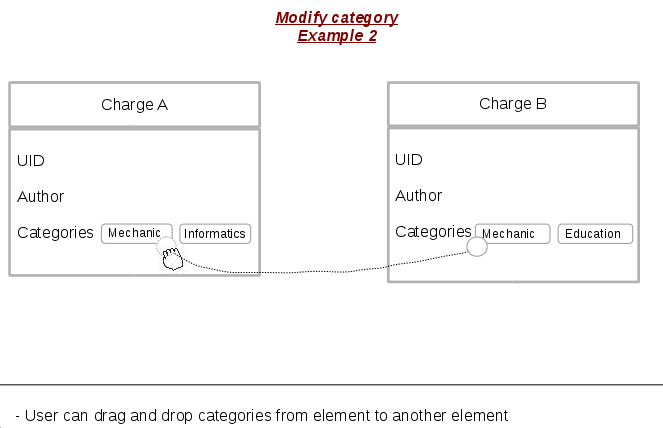 Modify category
Example 2
Charge A
UID
Author
Categories Mechanic Informatics
Charge B
UID
Author
Categories Mechanic Education
- User can drag and drop categories from element to another element